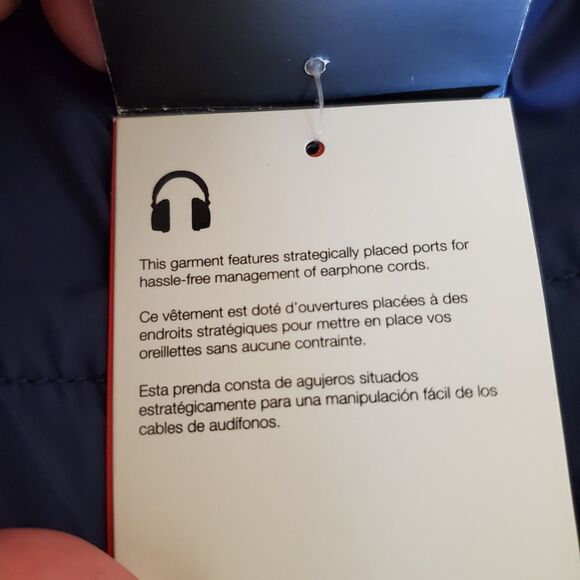 This garment features strategically placed ports for
hassle-free management of earphone cords.
Ce vêtement est doté d'ouvertures placées à des
endroits stratégiques pour mettre en place vos
oreillettes sans aucune contrainte.
Esta prenda consta de agujeros situados
estratégicamente para una manipulación fácil de los
cables de audífonos.